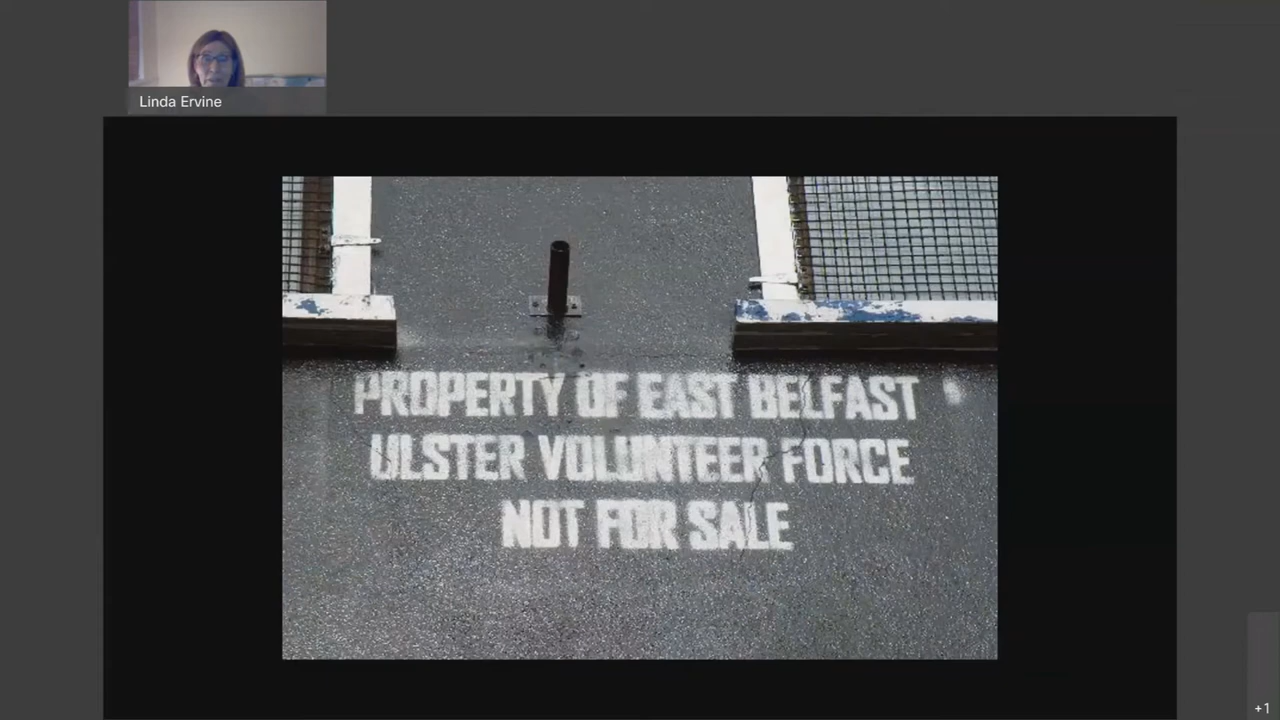 Linda Ervine
PROPERTY OF EAST BELFAST
ULSTER VOLUNTEER FORCE
NOT FOR SALE
+1